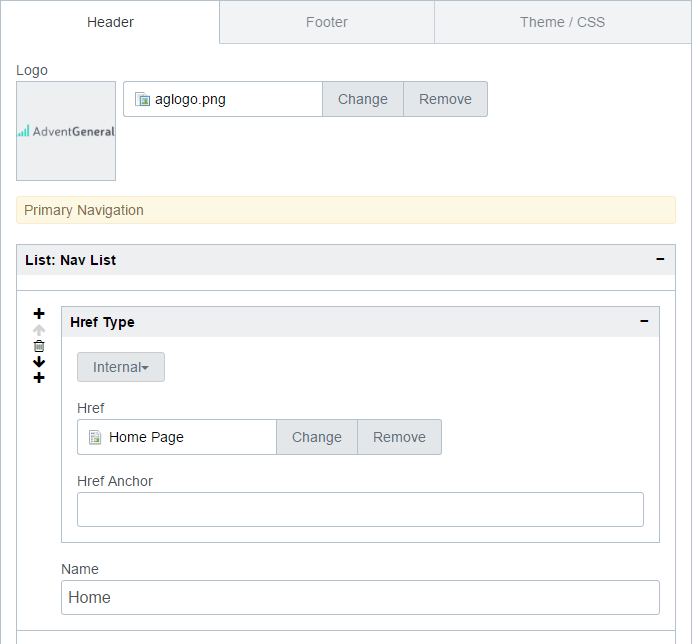 Header
Footer
Theme / CSS
Logo
AdventGeneral
aglogo.png
Change
Remove
Primary Navigation
List: Nav List
Href Type
Internal
Href
Home Page
Change
Remove
Href Anchor
Name
Home